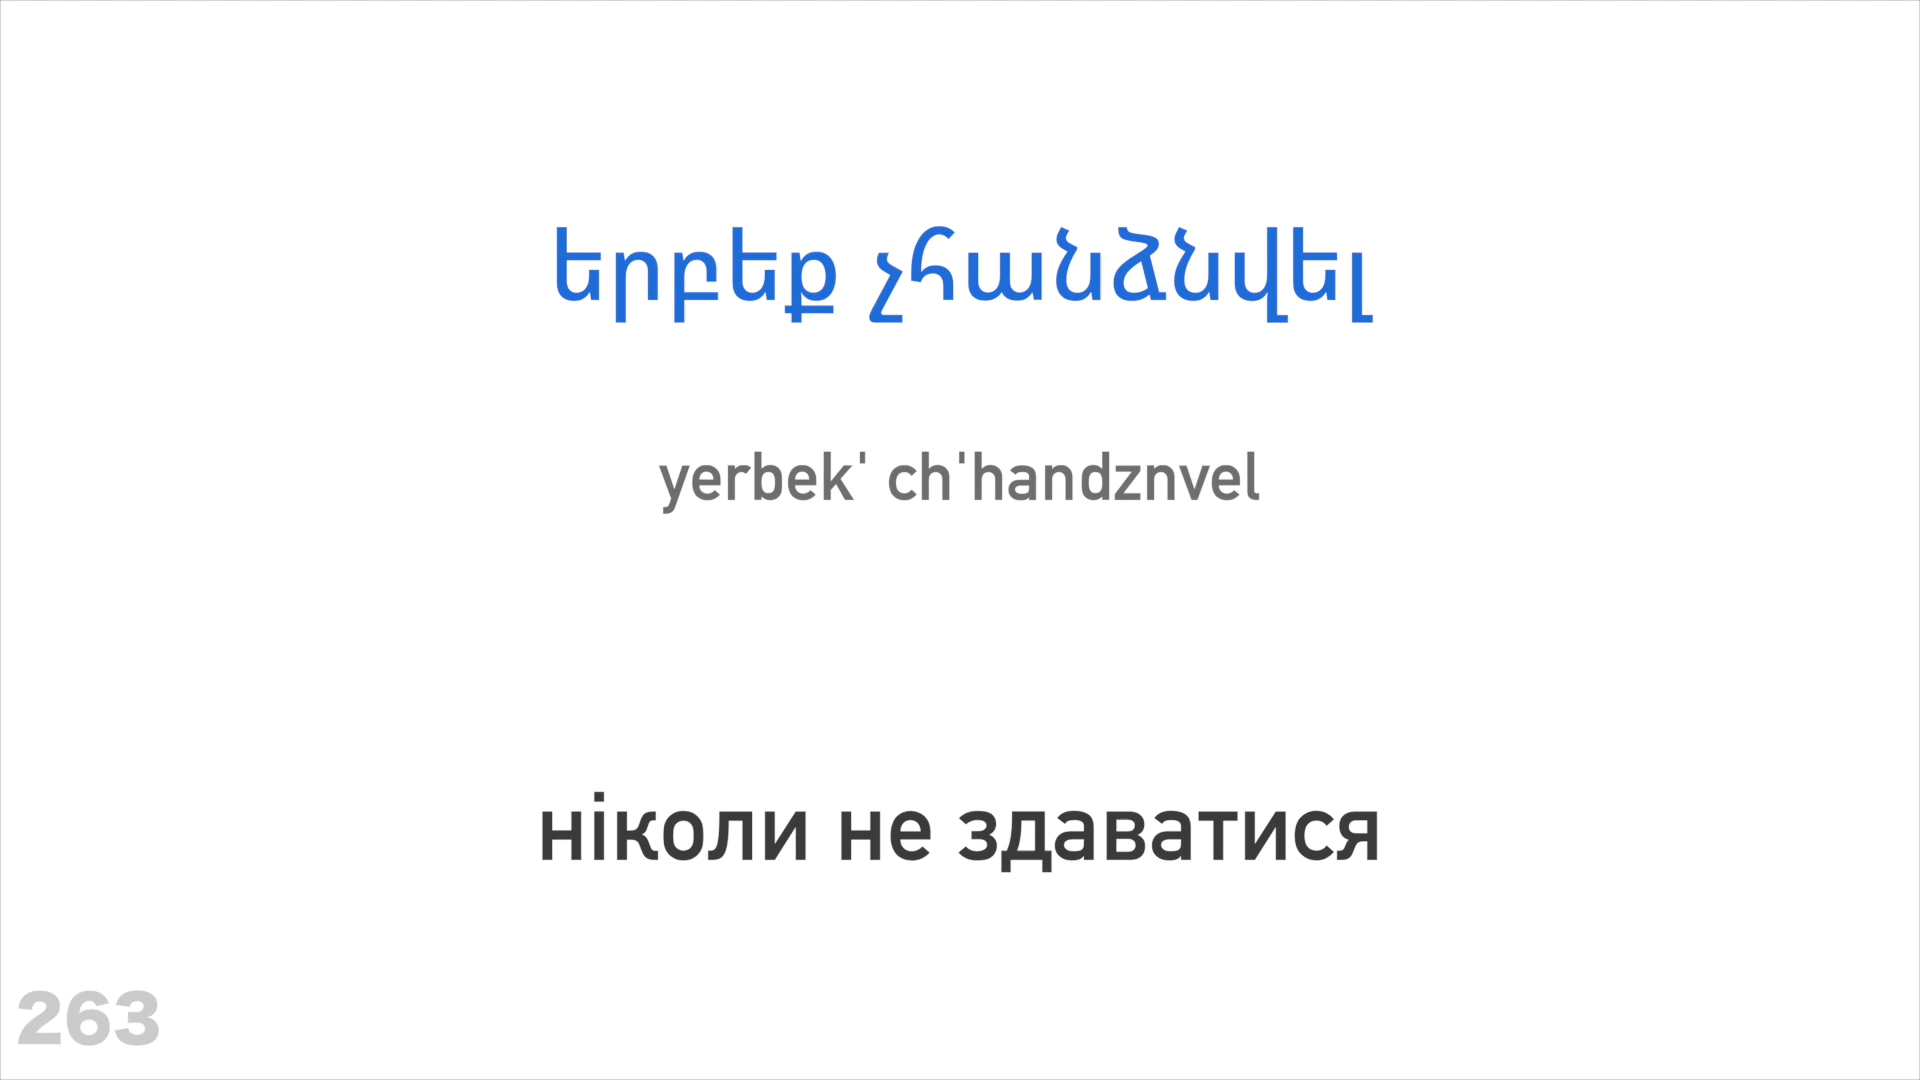 երբեք չհանձնվել
yerbek' ch'handznvel
ніколи не здаватися
263